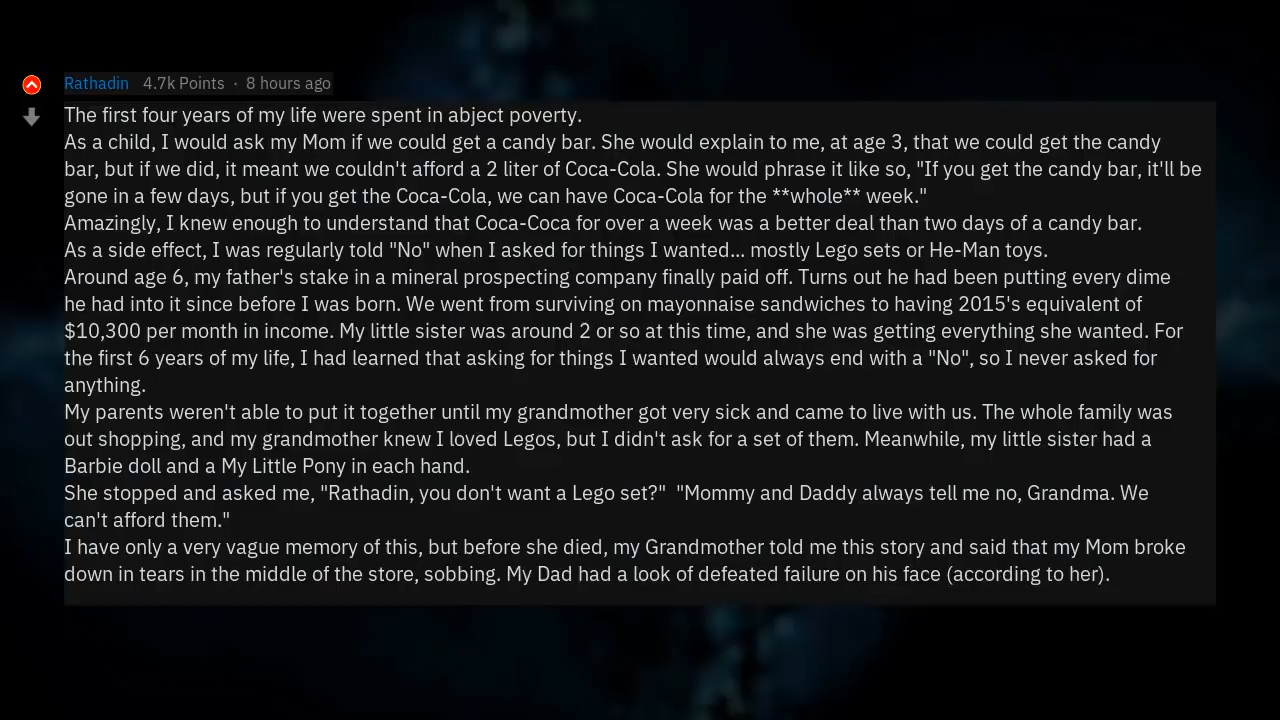 Rathadin 4.7k Points · 8 hours ago
The first four years of my life were spent in abject poverty.
As a child, I would ask my Mom if we could get a candy bar. She would explain to me, at age 3, that we could get the candy
bar, but if we did, it meant we couldn't afford a 2 liter of Coca-Cola. She would phrase it like so, "If you get the candy bar, it'll be
gone in a few days, but if you get the Coca-Cola, we can have Coca-Cola for the **whole** week."
Amazingly, I knew enough to understand that Coca-Coca for over a week was a better deal than two days of a candy bar.
As a side effect, I was regularly told "No" when I asked for things I wanted... mostly Lego sets or He-Man toys.
Around age 6, my father's stake in a mineral prospecting company finally paid off. Turns out he had been putting every dime
he had into it since before I was born. We went from surviving on mayonnaise sandwiches to having 2015's equivalent of
$10,300 per month in income. My little sister was around 2 or so at this time, and she was getting everything she wanted. For
the first 6 years of my life, I had learned that asking for things I wanted would always end with a "No", so I never asked for
anything.
My parents weren't able to put it together until my grandmother got very sick and came to live with us. The whole family was
out shopping, and my grandmother knew I loved Legos, but I didn't ask for a set of them. Meanwhile, my little sister had a
Barbie doll and a My Little Pony in each hand.
She stopped and asked me, "Rathadin, you don't want a Lego set?"  "Mommy and Daddy always tell me no, Grandma. We
can't afford them."
I have only a very vague memory of this, but before she died, my Grandmother told me this story and said that my Mom broke
down in tears in the middle of the store, sobbing. My Dad had a look of defeated failure on his face (according to her).